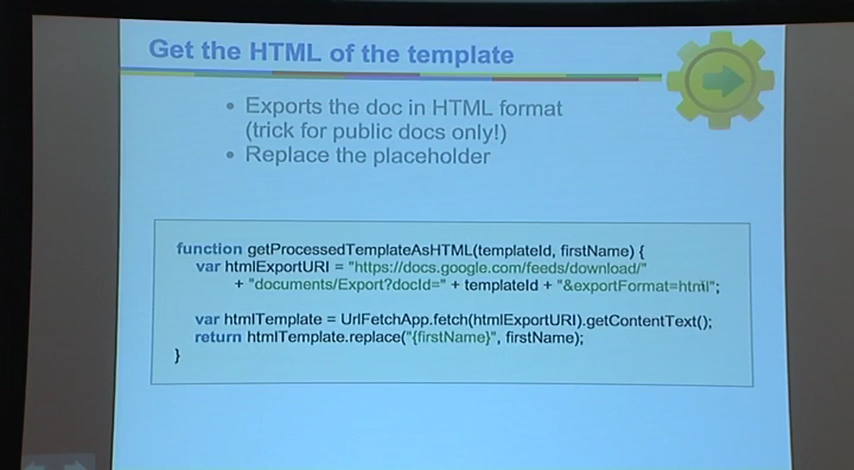 Get the HTML of the template
• Exports the doc in HTML format
(trick for public docs only!)
• Replace the placeholder
function getProcessedTemplateAsHTML(templateId, firstName) {
var htmlExportURI = "https://docs.google.com/feeds/download/"
+ "documents/Export?docId=" + templateId + "&exportFormat=html";
var htmlTemplate = UrlFetchApp.fetch(htmlExportURI).getContentText();
return htmlTemplate.replace("{firstName}", firstName);
}